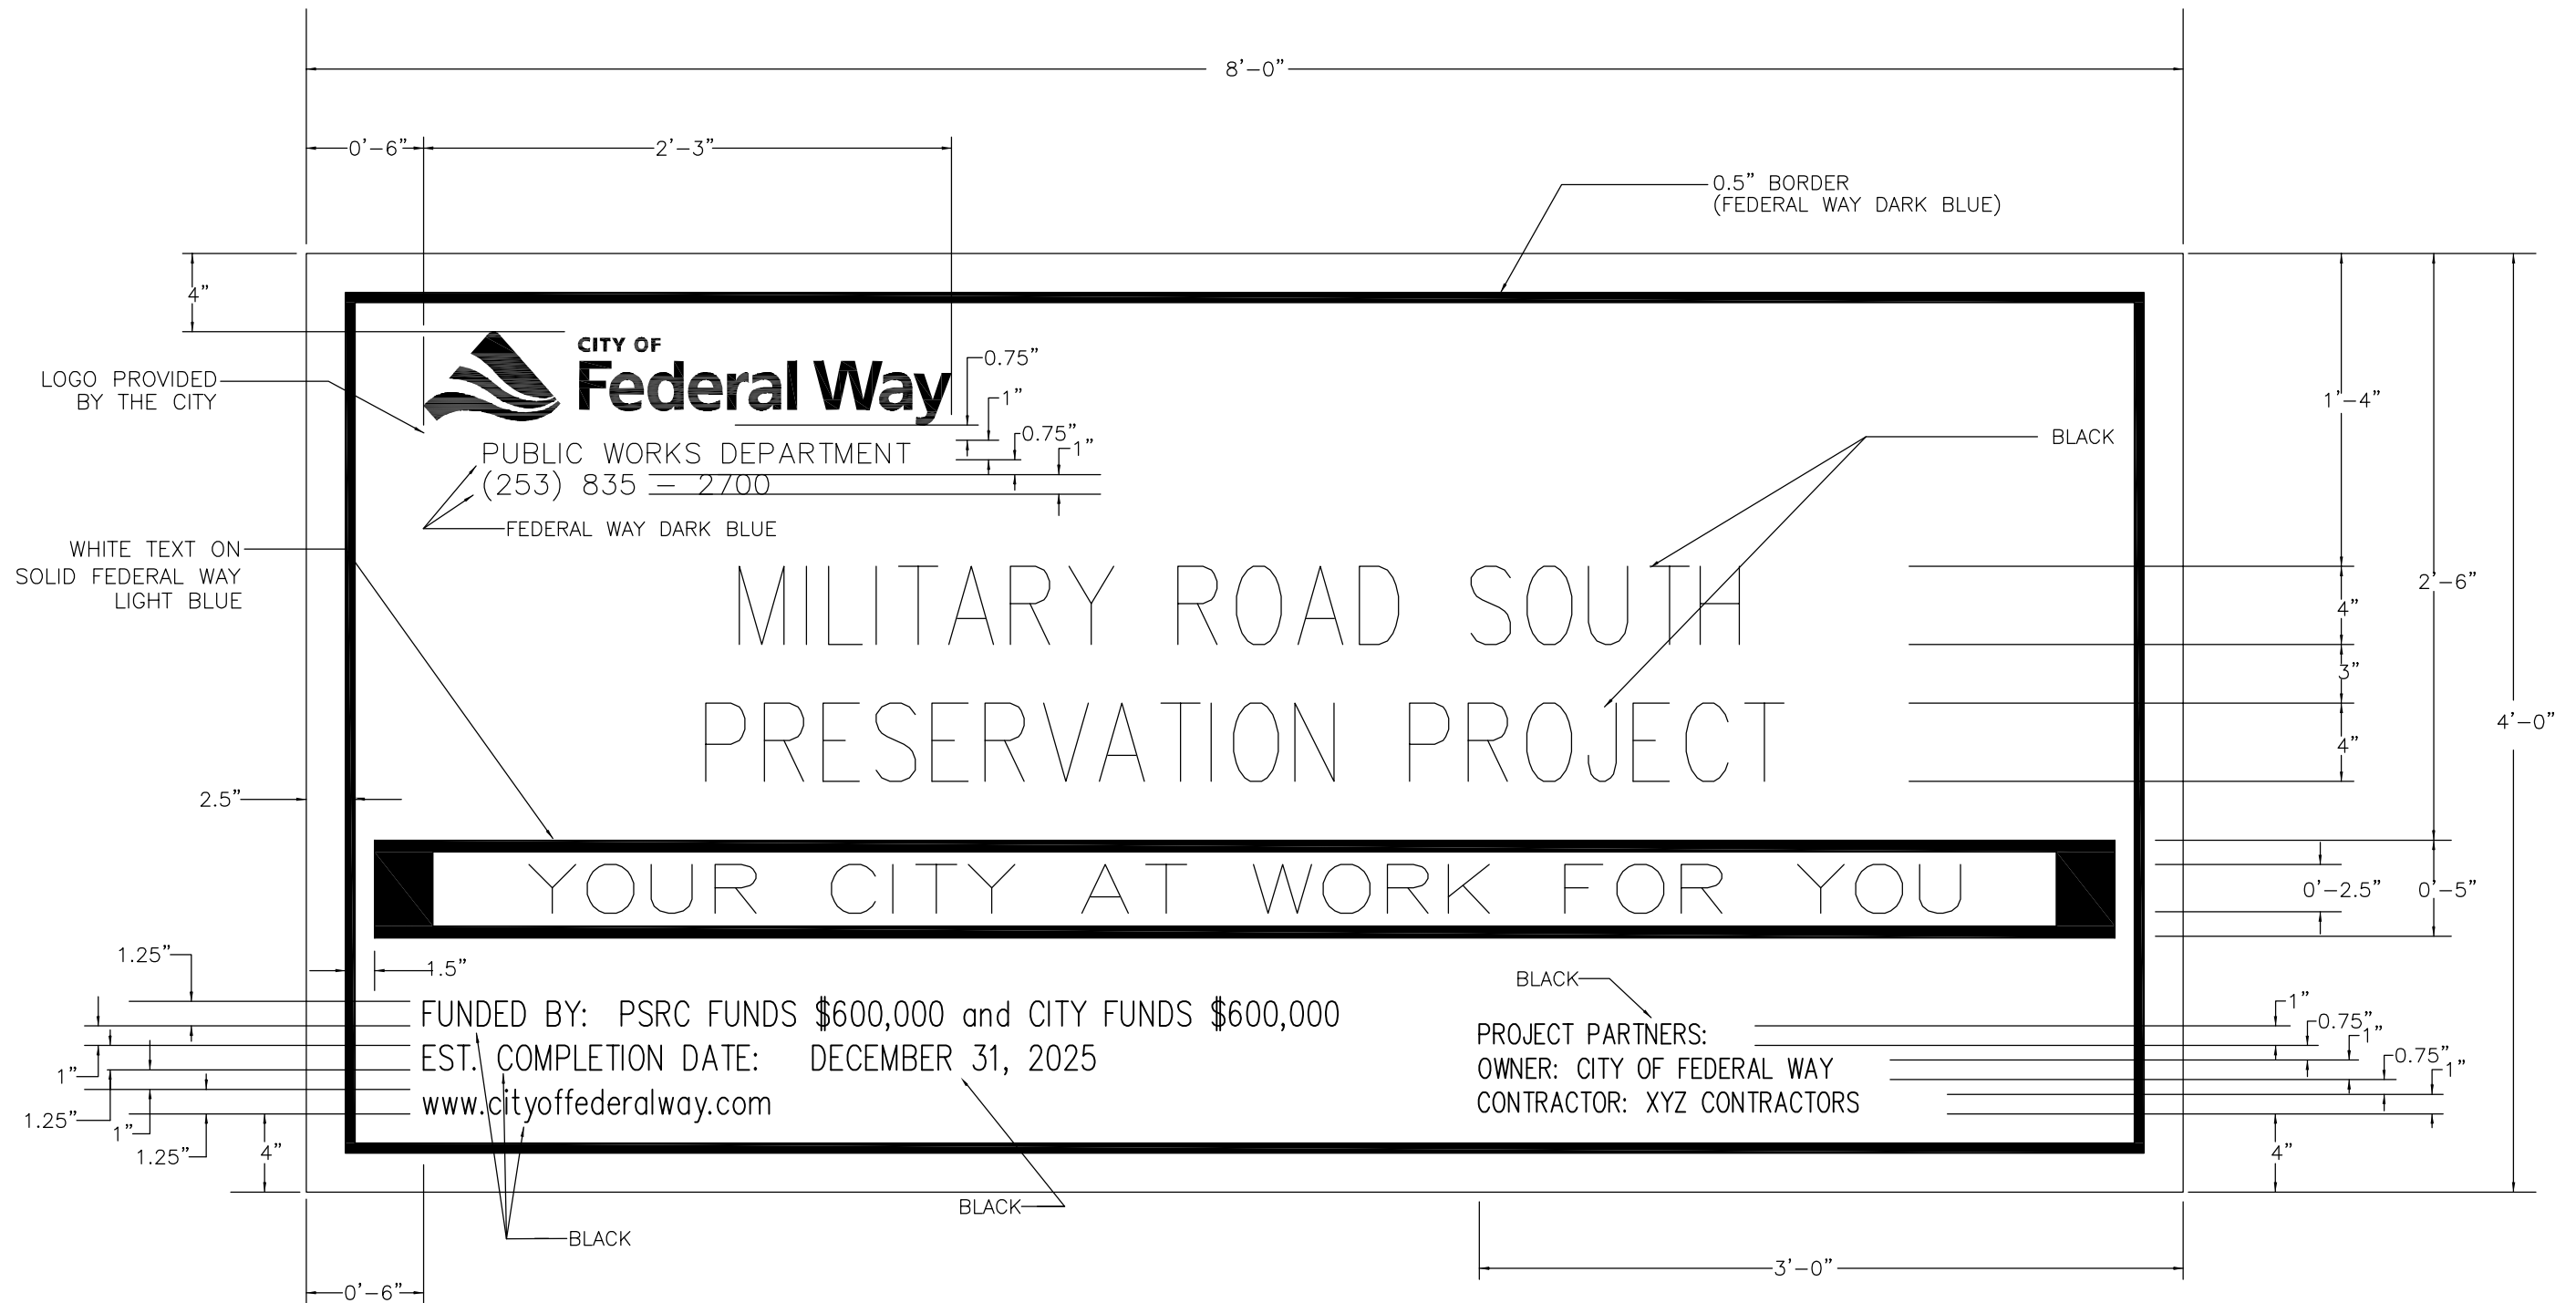 8'-0"
0'-6"
2'-3"
0.5" BORDER
(FEDERAL WAY DARK BLUE)
4"
LOGO PROVIDED
BY THE CITY
CITY OF
Federal Way
0.75"
1"
0.75"
1"
PUBLIC WORKS DEPARTMENT
(253) 835 - 2700
FEDERAL WAY DARK BLUE
BLACK
1'-4"
WHITE TEXT ON
SOLID FEDERAL WAY
LIGHT BLUE
MILITARY ROAD SOUTH
PRESERVATION PROJECT
4"
3"
4"
2'-6"
4'-0"
2.5"
YOUR CITY AT WORK FOR YOU
0'-2.5"
0'-5"
1.25"
1.5"
1"
1.25"
1"
1.25"
4"
FUNDED BY: PSRC FUNDS $600,000 and CITY FUNDS $600,000
EST. COMPLETION DATE: DECEMBER 31, 2025
www.cityoffederalway.com
BLACK
PROJECT PARTNERS:
OWNER: CITY OF FEDERAL WAY
CONTRACTOR: XYZ CONTRACTORS
1"
0.75"
1"
0.75"
1"
4"
BLACK
BLACK
0'-6"
3'-0"